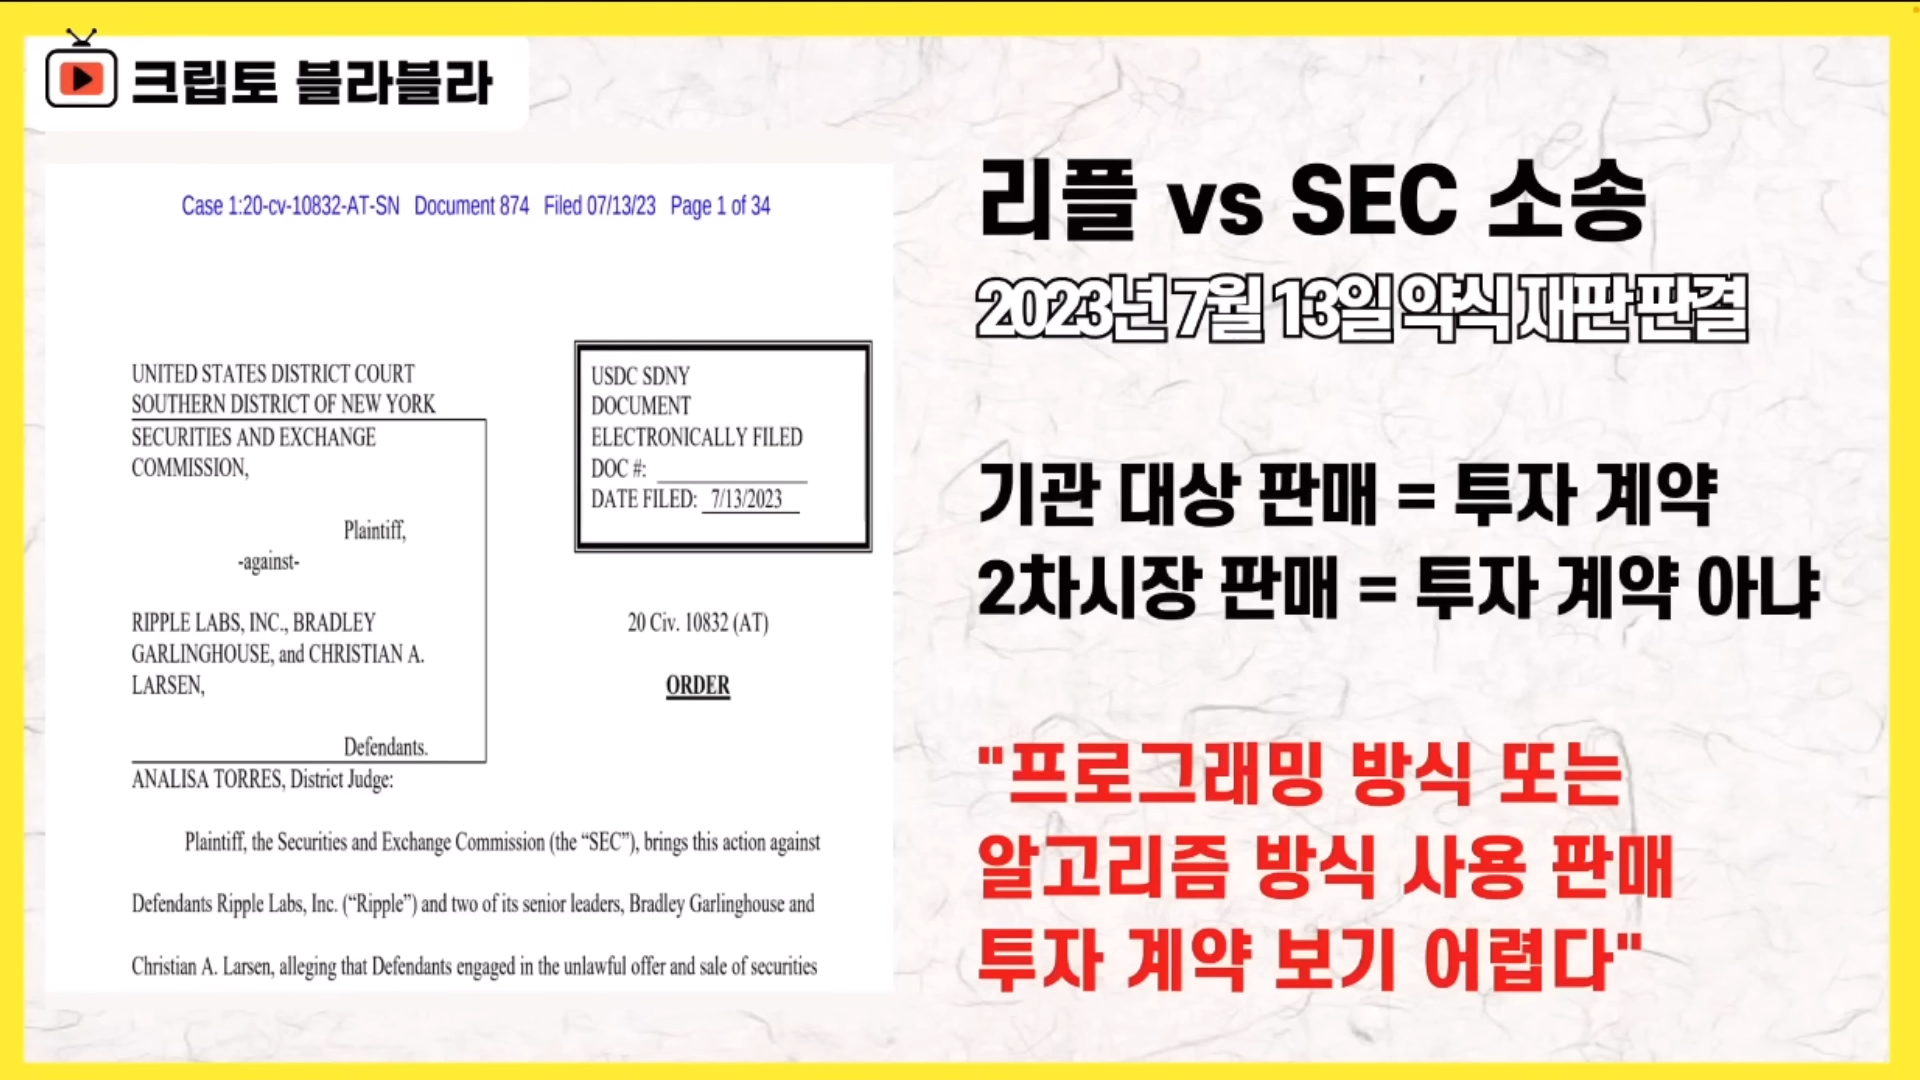 크립토 블라블라
Case 1:20-cv-10832-AT-SN Document 874 Filed 07/13/23 Page 1 of 34
UNITED STATES DISTRICT COURT
SOUTHERN DISTRICT OF NEW YORK
SECURITIES AND EXCHANGE
COMMISSION,
Plaintiff,
-against-
RIPPLE LABS, INC., BRADLEY
GARLINGHOUSE, and CHRISTIAN A.
LARSEN,
Defendants.
USDC SDNY
DOCUMENT
ELECTRONICALLY FILED
DOC #:
DATE FILED: 7/13/2023
20 Civ. 10832 (AT)
ORDER
ANALISA TORRES, District Judge:
Plaintiff, the Securities and Exchange Commission (the “SEC”), brings this action against
Defendants Ripple Labs, Inc. (“Ripple”) and two of its senior leaders, Bradley Garlinghouse and
Christian A. Larsen, alleging that Defendants engaged in the unlawful offer and sale of securities
리플 vs SEC 소송
2023년 7월 13일 약식 재판 판결
기관 대상 판매 = 투자 계약
2차시장 판매 = 투자 계약 아냐
"프로그래밍 방식 또는
알고리즘 방식 사용 판매
투자 계약 보기 어렵다"